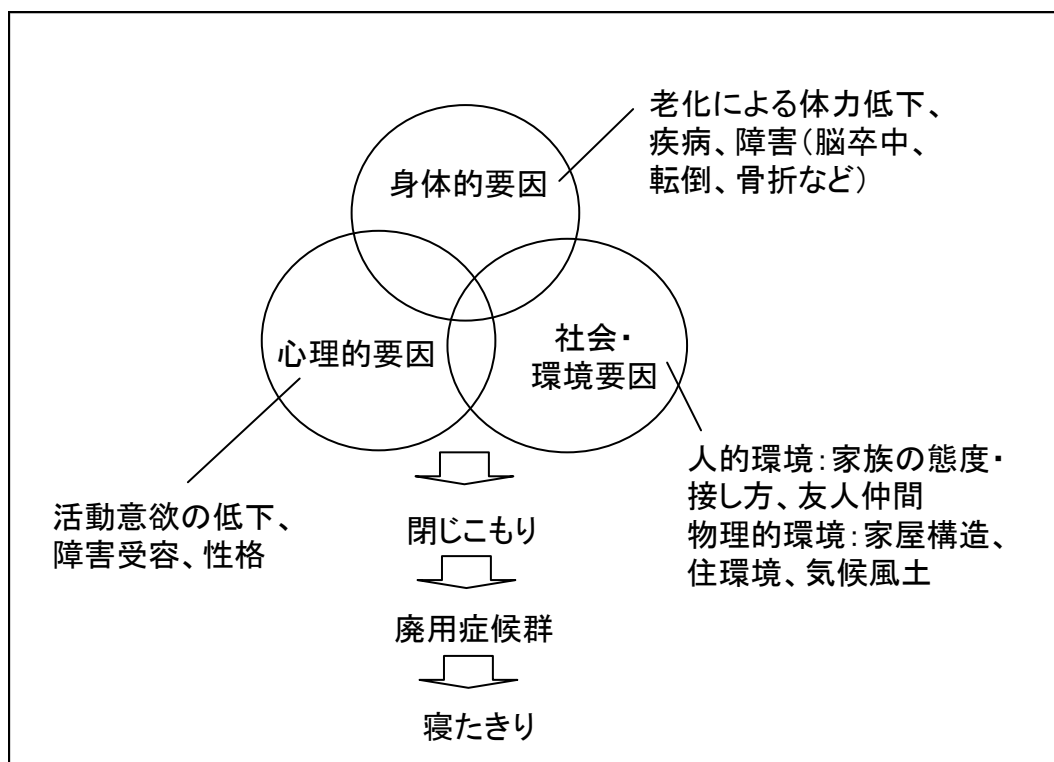 老化による体力低下、
疾病、障害（脳卒中、
転倒、骨折など）
身体的要因
心理的要因
社会・
環境要因
人的環境：家族の態度・
接し方、友人仲間
物理的環境：家屋構造、
住環境、気候風土
活動意欲の低下、
障害受容、性格
閉じこもり
廃用症候群
寝たきり